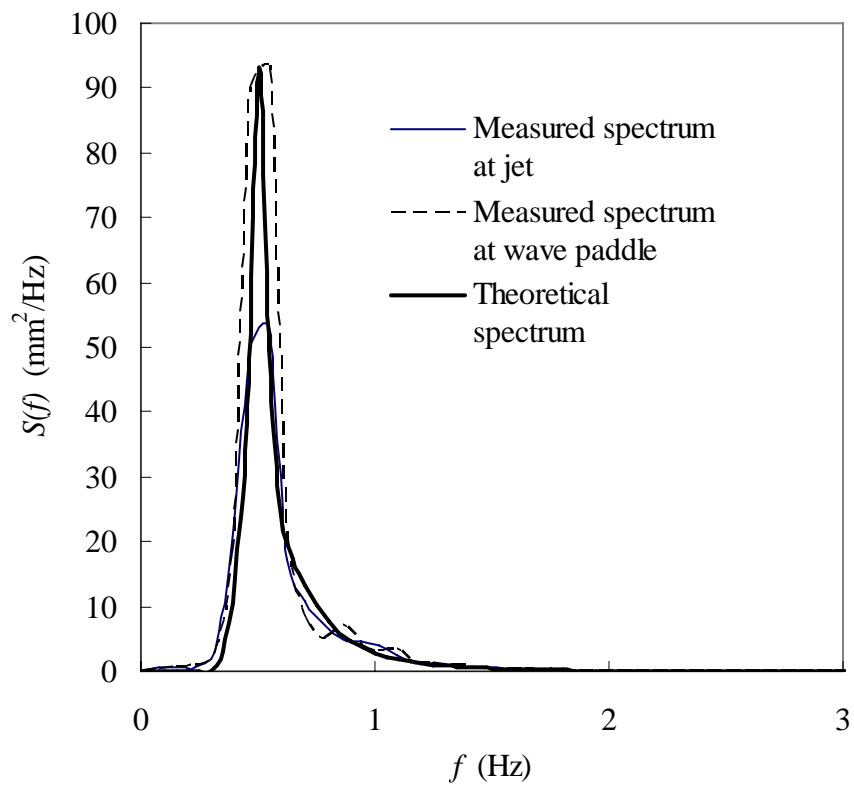 100
90
80
70
60
50
40
30
20
10
0
S(f) (mm²/Hz)
Measured spectrum
at jet
Measured spectrum
at wave paddle
Theoretical
spectrum
0 1 2 3
f (Hz)